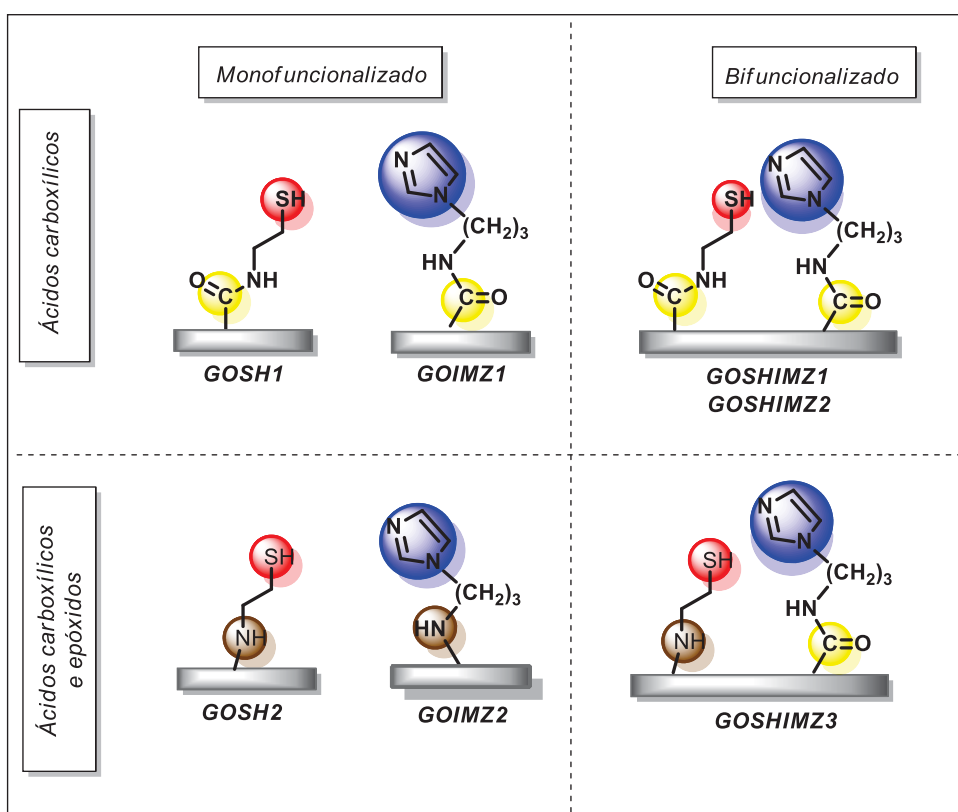 Monofuncionalizado
Bifuncionalizado
Ácidos carboxílicos
SH
NH
O
C
GOSH1
N
N
(CH2)3
HN
C=O
GOIMZ1
SH
NH
O
C
N
N
(CH2)3
HN
C=O
GOSHIMZ1
GOSHIMZ2
Ácidos carboxílicos
e epóxidos
SH
NH
GOSH2
N
N
(CH2)3
HN
GOIMZ2
SH
NH
N
N
(CH2)3
HN
C=O
GOSHIMZ3